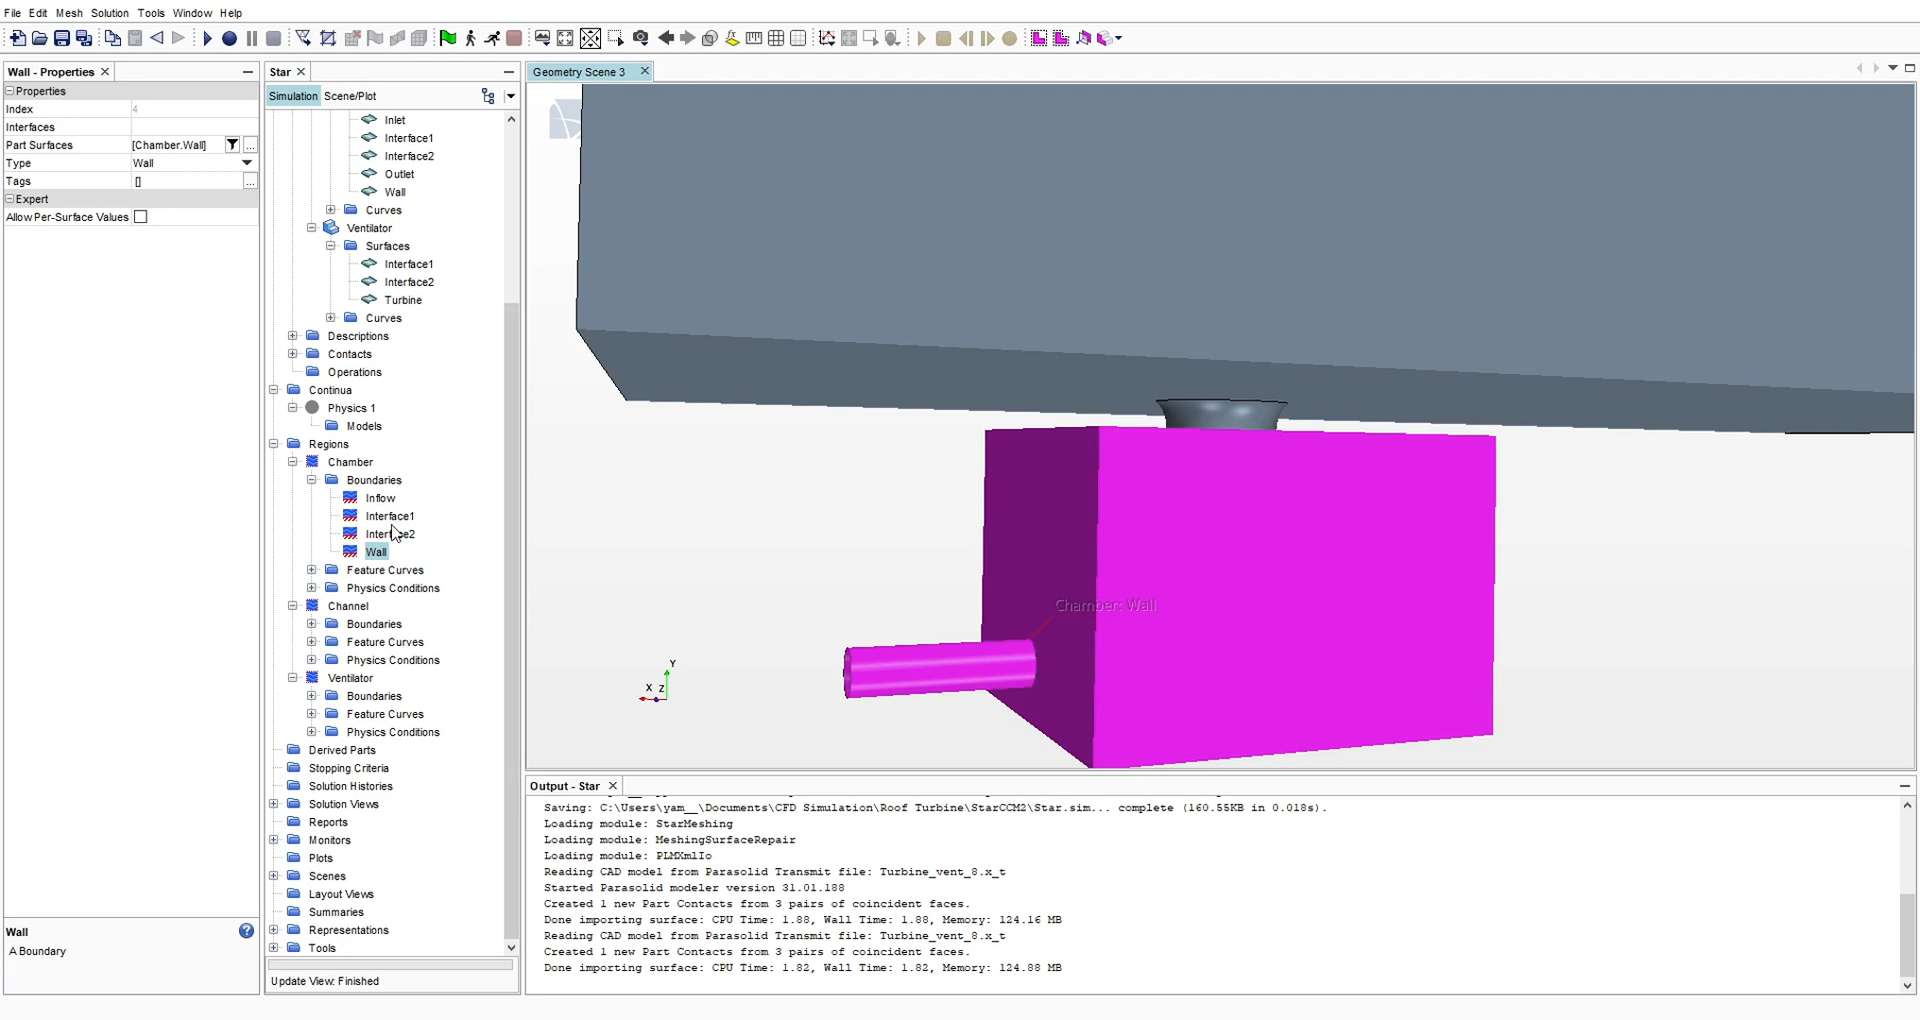 File Edit Mesh Solution Tools Window Help
Wall - Properties
Properties
Index 4
Interfaces
Part Surfaces [Chamber.Wall] ...
Type Wall
Tags [] ...
Expert
Allow Per-Surface Values
Wall
A Boundary
Star
Simulation Scene/Plot
Inlet
Interface1
Interface2
Outlet
Wall
Curves
Ventilator
Surfaces
Interface1
Interface2
Turbine
Curves
Descriptions
Contacts
Operations
Continua
Physics 1
Models
Regions
Chamber
Boundaries
Inflow
Interface1
Interface2
Wall
Feature Curves
Physics Conditions
Channel
Boundaries
Feature Curves
Physics Conditions
Ventilator
Boundaries
Feature Curves
Physics Conditions
Derived Parts
Stopping Criteria
Solution Histories
Solution Views
Reports
Monitors
Plots
Scenes
Layout Views
Summaries
Representations
Tools
Update View: Finished
Geometry Scene 3
Chamber: Wall
Y
X Z
Output - Star
Saving: C:\Users\yam__\Documents\CFD Simulation\Roof Turbine\StarCCM2\Star.sim... complete (160.55KB in 0.018s).
Loading module: StarMeshing
Loading module: MeshingSurfaceRepair
Loading module: PLMXmlIo
Reading CAD model from Parasolid Transmit file: Turbine_vent_8.x_t
Started Parasolid modeler version 31.01.188
Created 1 new Part Contacts from 3 pairs of coincident faces.
Done importing surface: CPU Time: 1.88, Wall Time: 1.88, Memory: 124.16 MB
Reading CAD model from Parasolid Transmit file: Turbine_vent_8.x_t
Created 1 new Part Contacts from 3 pairs of coincident faces.
Done importing surface: CPU Time: 1.82, Wall Time: 1.82, Memory: 124.88 MB